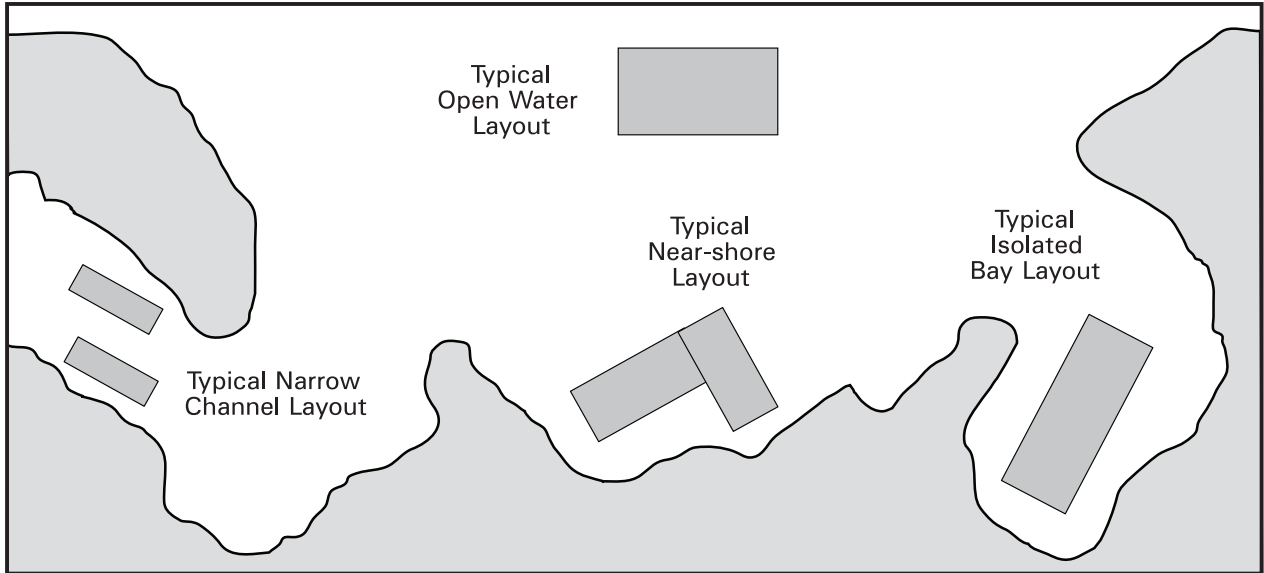 Typical
Open Water
Layout
Typical
Near-shore
Layout
Typical
Isolated
Bay Layout
Typical Narrow
Channel Layout